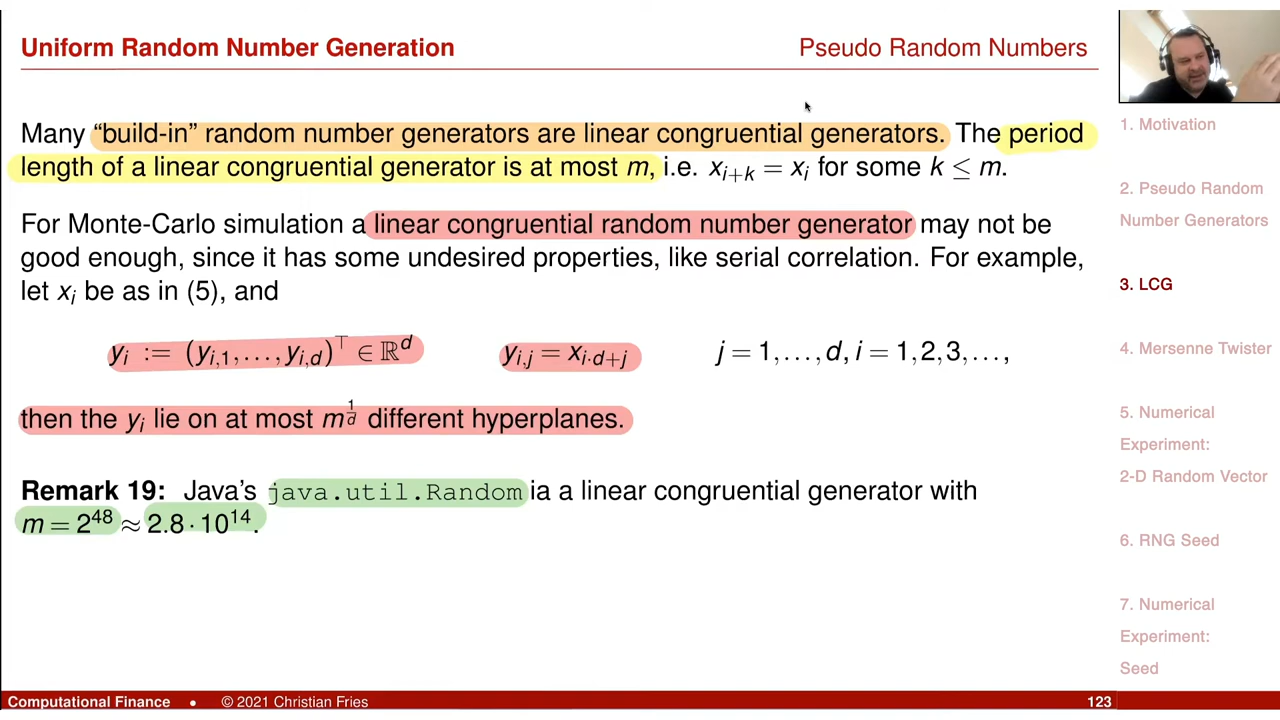 Uniform Random Number Generation
Pseudo Random Numbers
Many “build-in” random number generators are linear congruential generators. The period
length of a linear congruential generator is at most m, i.e. x_{i+k} = x_i for some k ≤ m.
For Monte-Carlo simulation a linear congruential random number generator may not be
good enough, since it has some undesired properties, like serial correlation. For example,
let x_i be as in (5), and
y_i := (y_{i,1}, …, y_{i,d})^⊤ ∈ ℝ^d y_{i,j} = x_{i·d+j} j = 1, …, d, i = 1, 2, 3, …,
then the y_i lie on at most m^{1/d} different hyperplanes.
Remark 19: Java’s java.util.Random ia a linear congruential generator with
m = 2^{48} ≈ 2.8 · 10^{14}.
1. Motivation
2. Pseudo Random
Number Generators
3. LCG
4. Mersenne Twister
5. Numerical
Experiment:
2-D Random Vector
6. RNG Seed
7. Numerical
Experiment:
Seed
Computational Finance • © 2021 Christian Fries 123